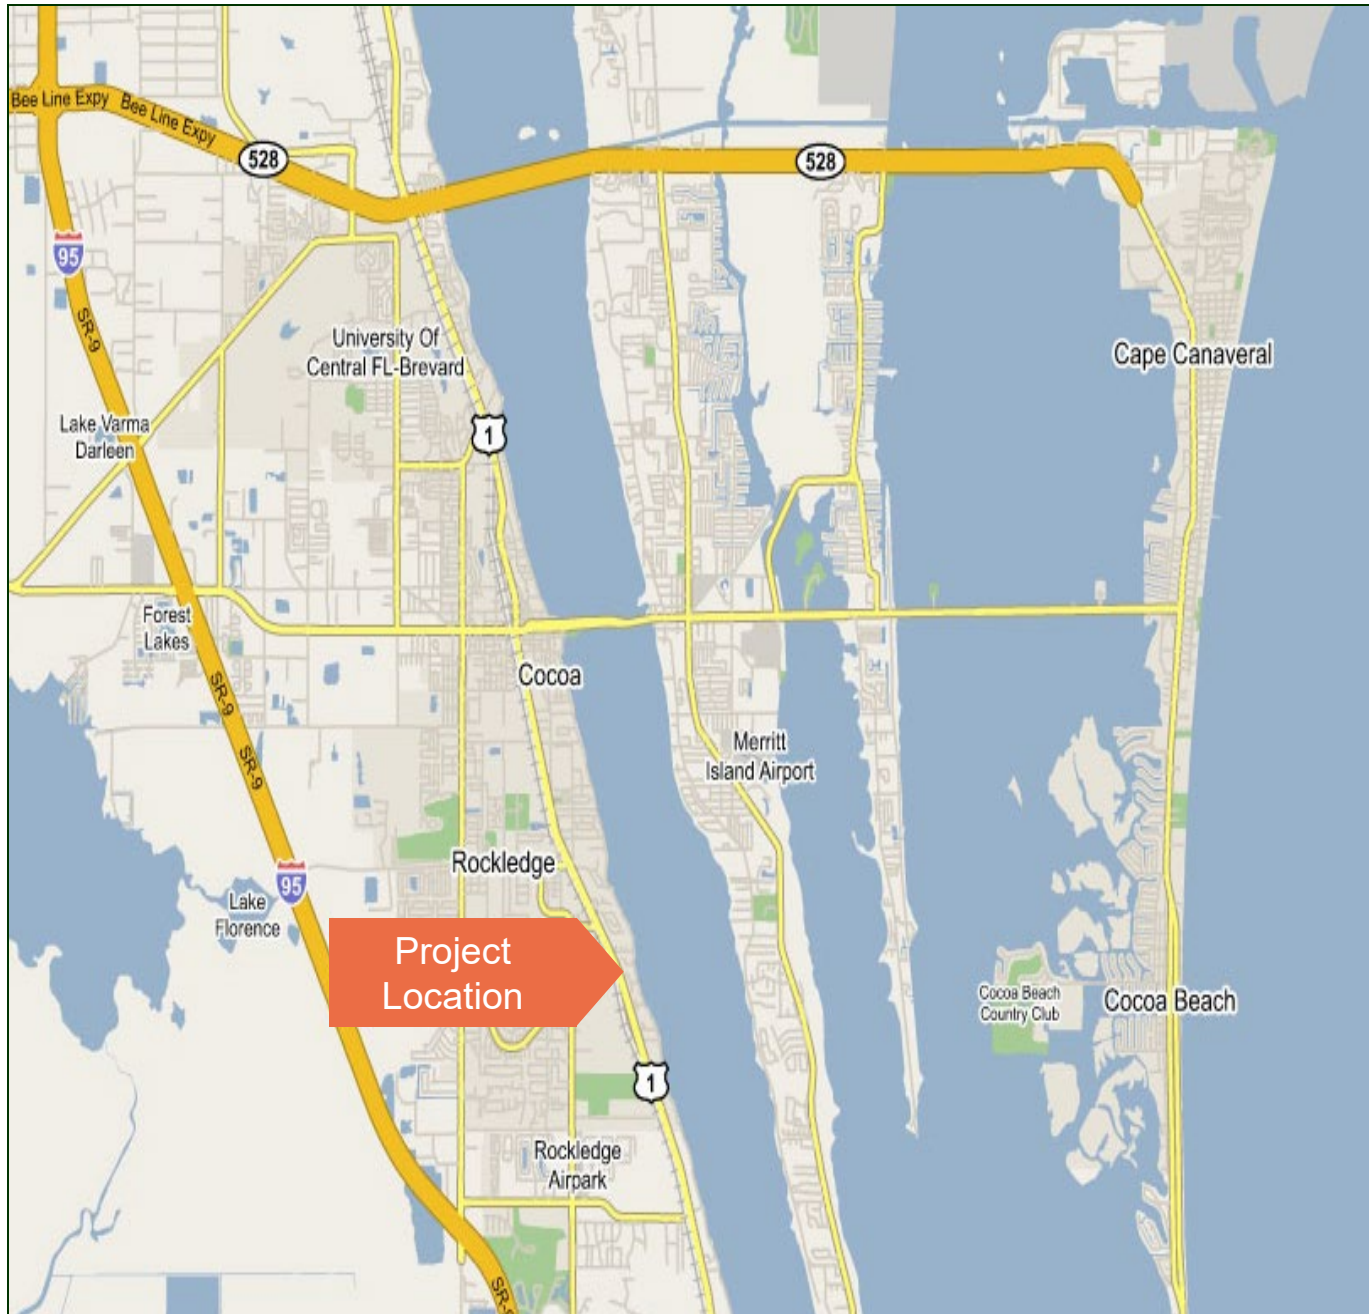 Bee Line Expy
Bee Line Expy
528
528
95
SR-9
University Of
Central FL-Brevard
Cape Canaveral
1
Lake Varma
Darleen
Forest
Lakes
Cocoa
SR-9
SR-9
Merritt
Island Airport
Rockledge
95
Lake
Florence
Project
Location
Cocoa Beach
Country Club
Cocoa Beach
1
Rockledge
Airpark
SR-9